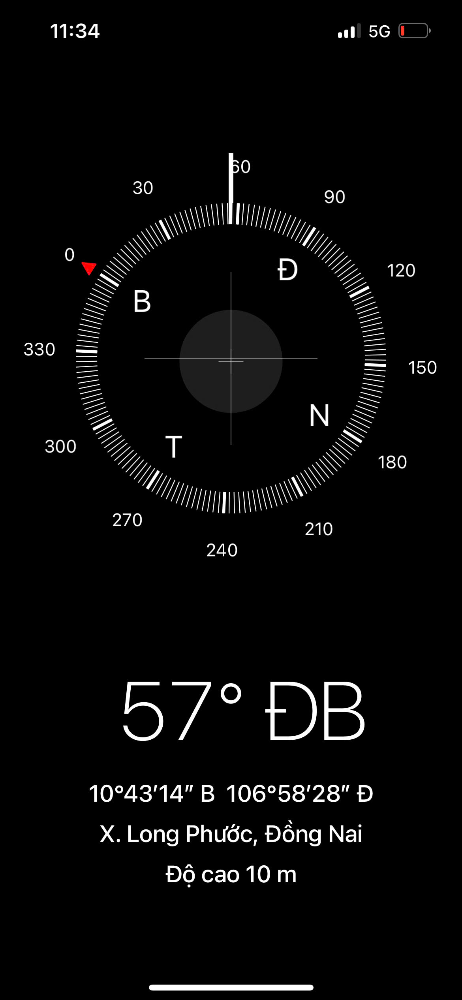 11:34 5G
60
30
90
0
120
Đ
B
330
150
N
T
300
180
270
210
240
57° ĐB
10°43′14″ B 106°58′28″ Đ
X. Long Phước, Đồng Nai
Độ cao 10 m